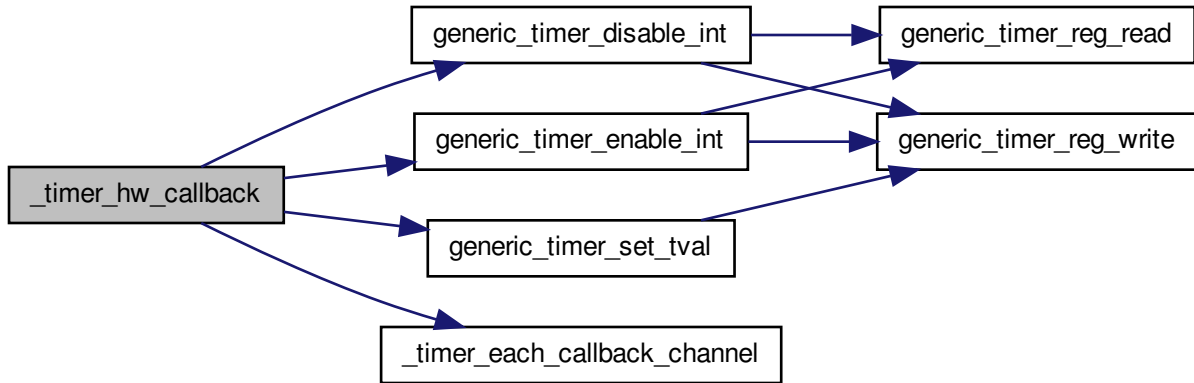 _timer_hw_callback
generic_timer_disable_int
generic_timer_enable_int
generic_timer_set_tval
_timer_each_callback_channel
generic_timer_reg_read
generic_timer_reg_write